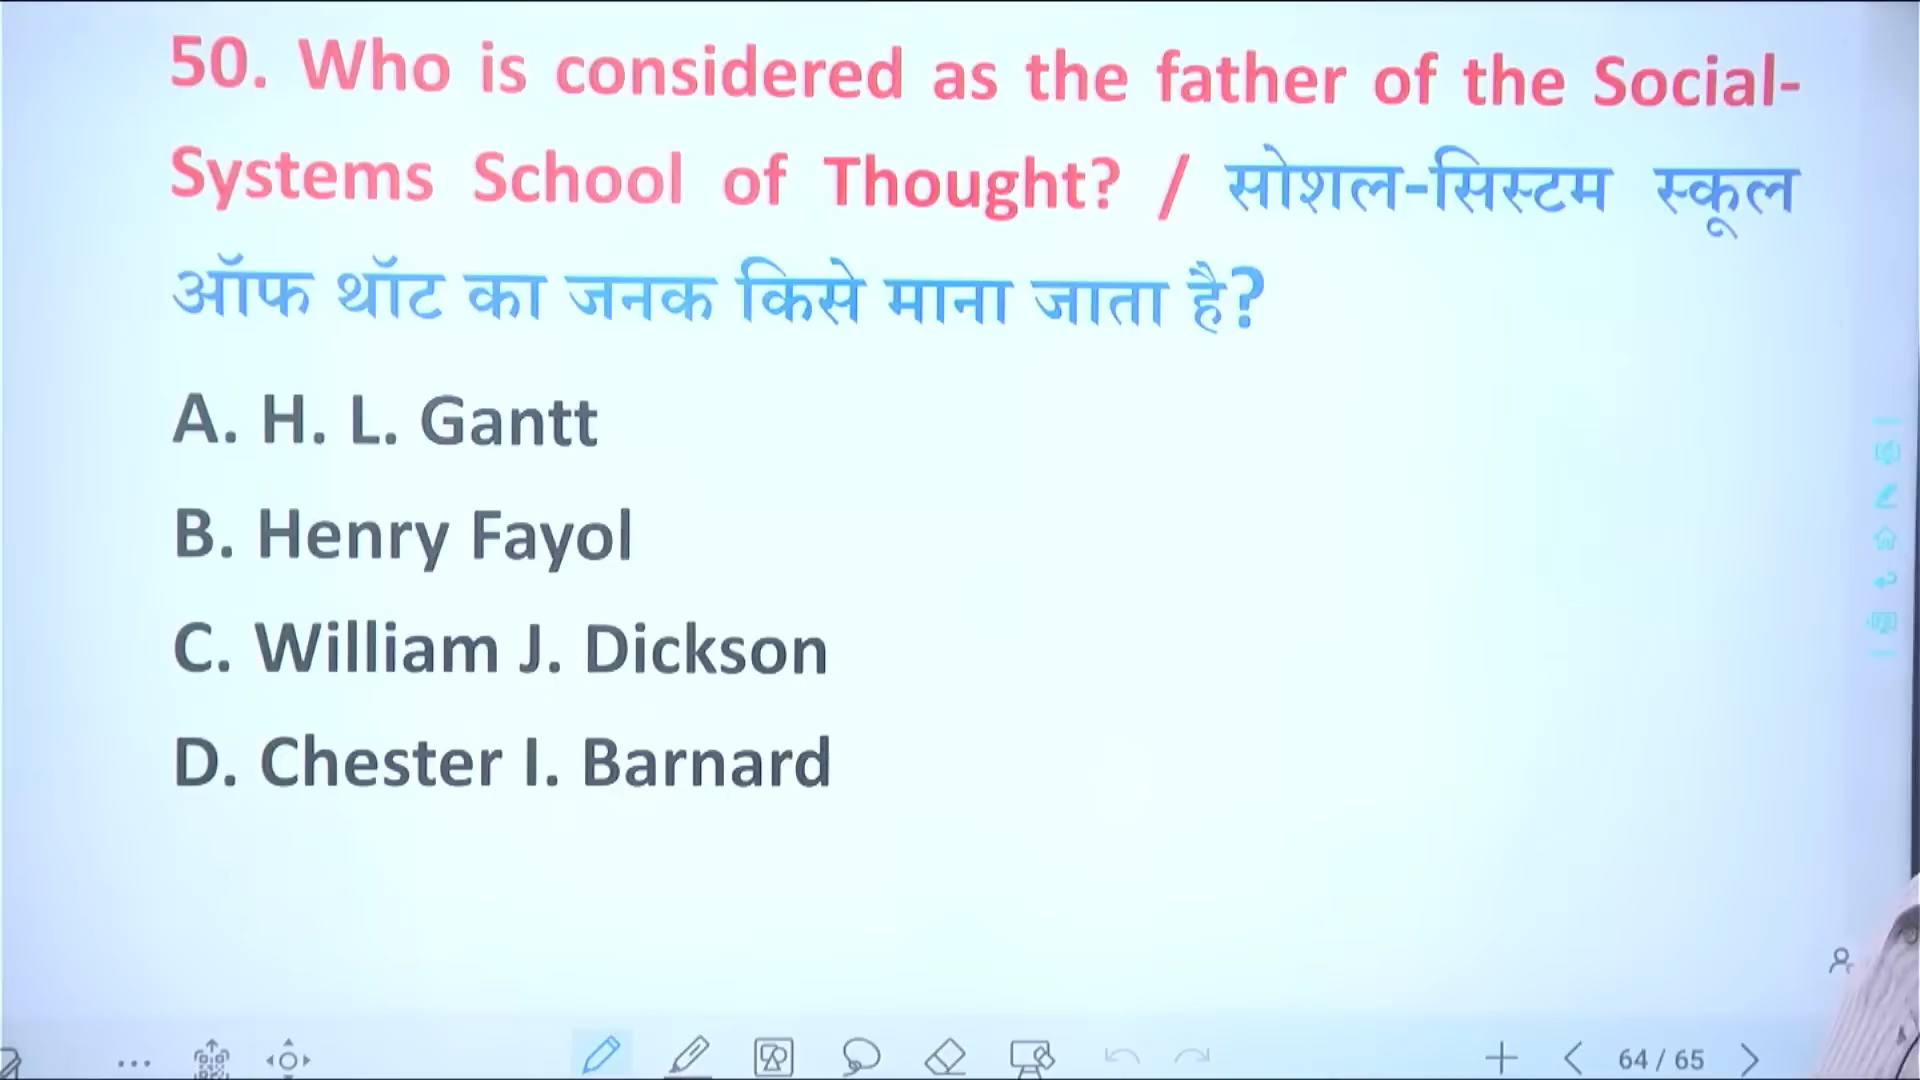 50. Who is considered as the father of the Social-
Systems School of Thought? / सोशल-सिस्टम स्कूल
ऑफ थॉट का जनक किसे माना जाता है?
A. H. L. Gantt
B. Henry Fayol
C. William J. Dickson
D. Chester I. Barnard
64 / 65